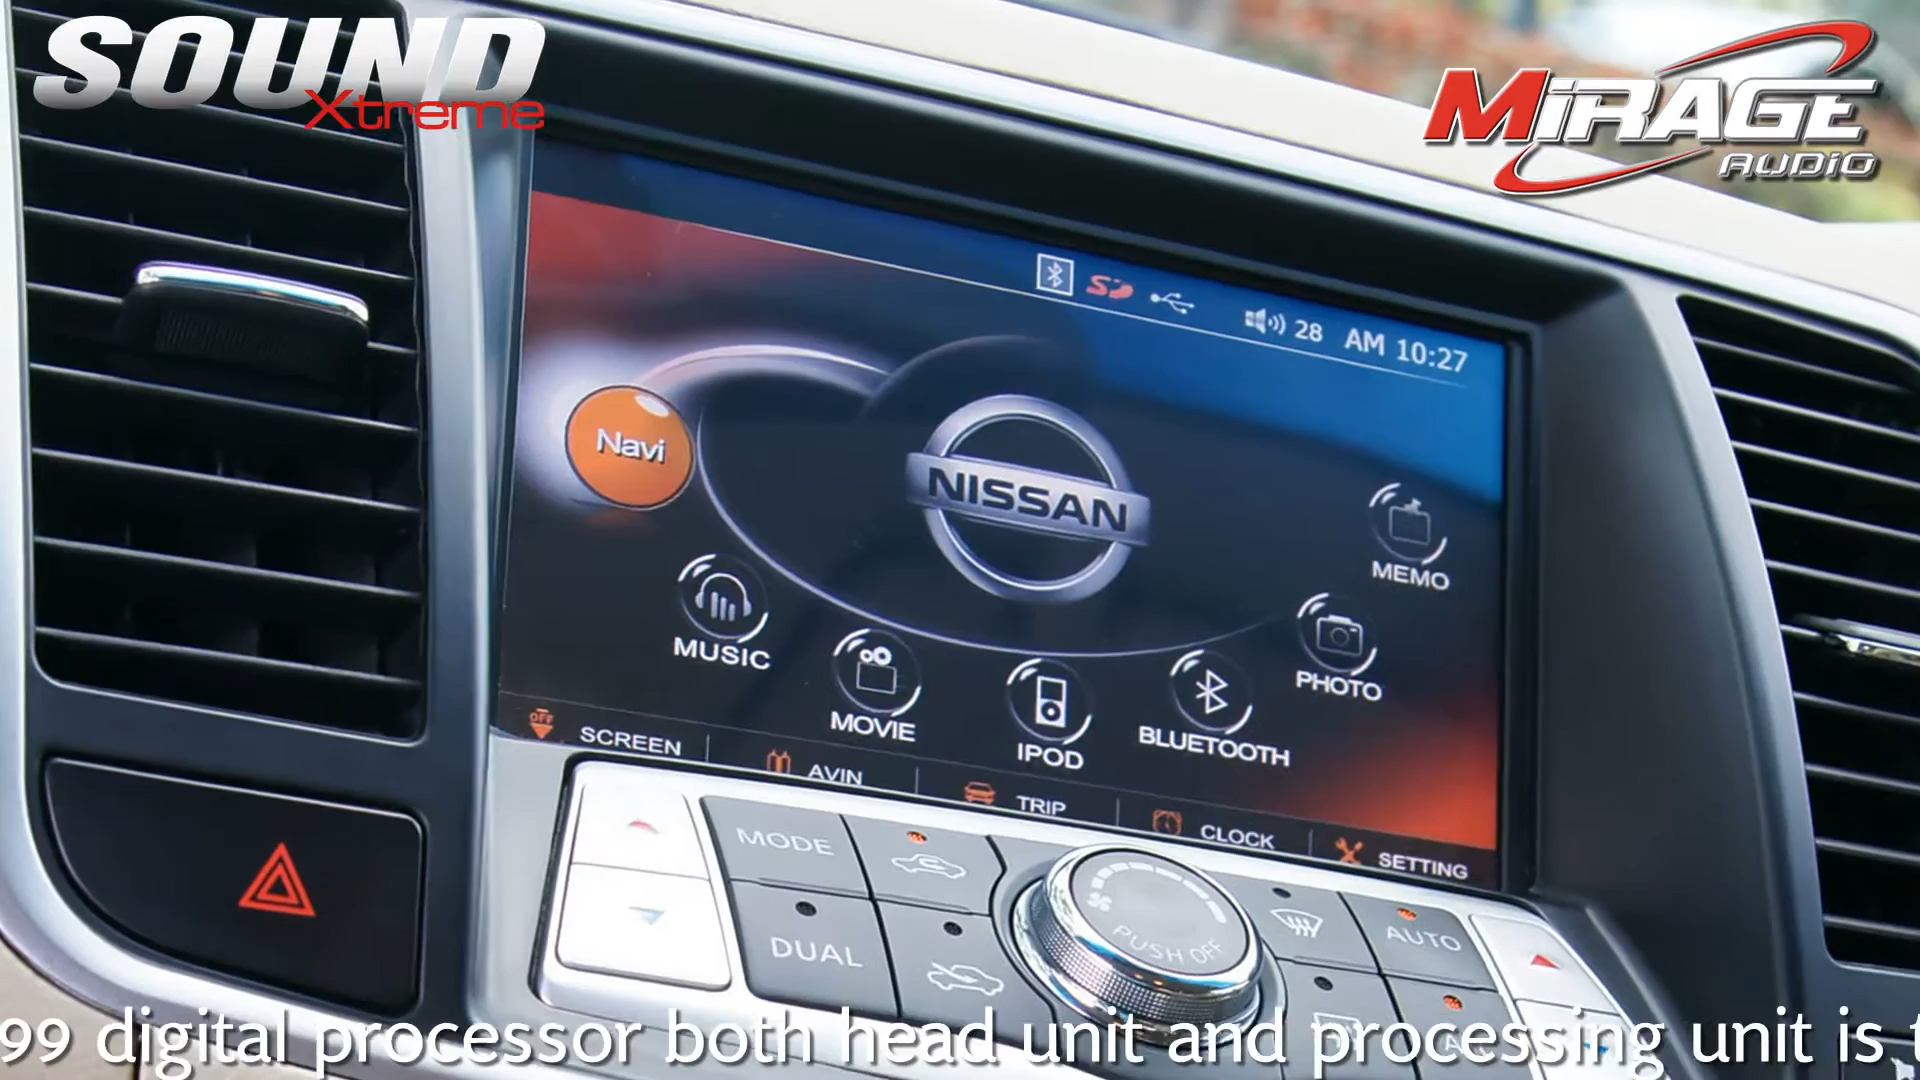 SOUND
Xtreme
MiRAGE
AUDiO
28 AM 10:27
Navi
NISSAN
MEMO
MUSIC
PHOTO
MOVIE
IPOD
BLUETOOTH
OFF
SCREEN
AVIN
TRIP
CLOCK
SETTING
MODE
DUAL
PUSH OFF
AUTO
99 digital processor both head unit and processing unit is